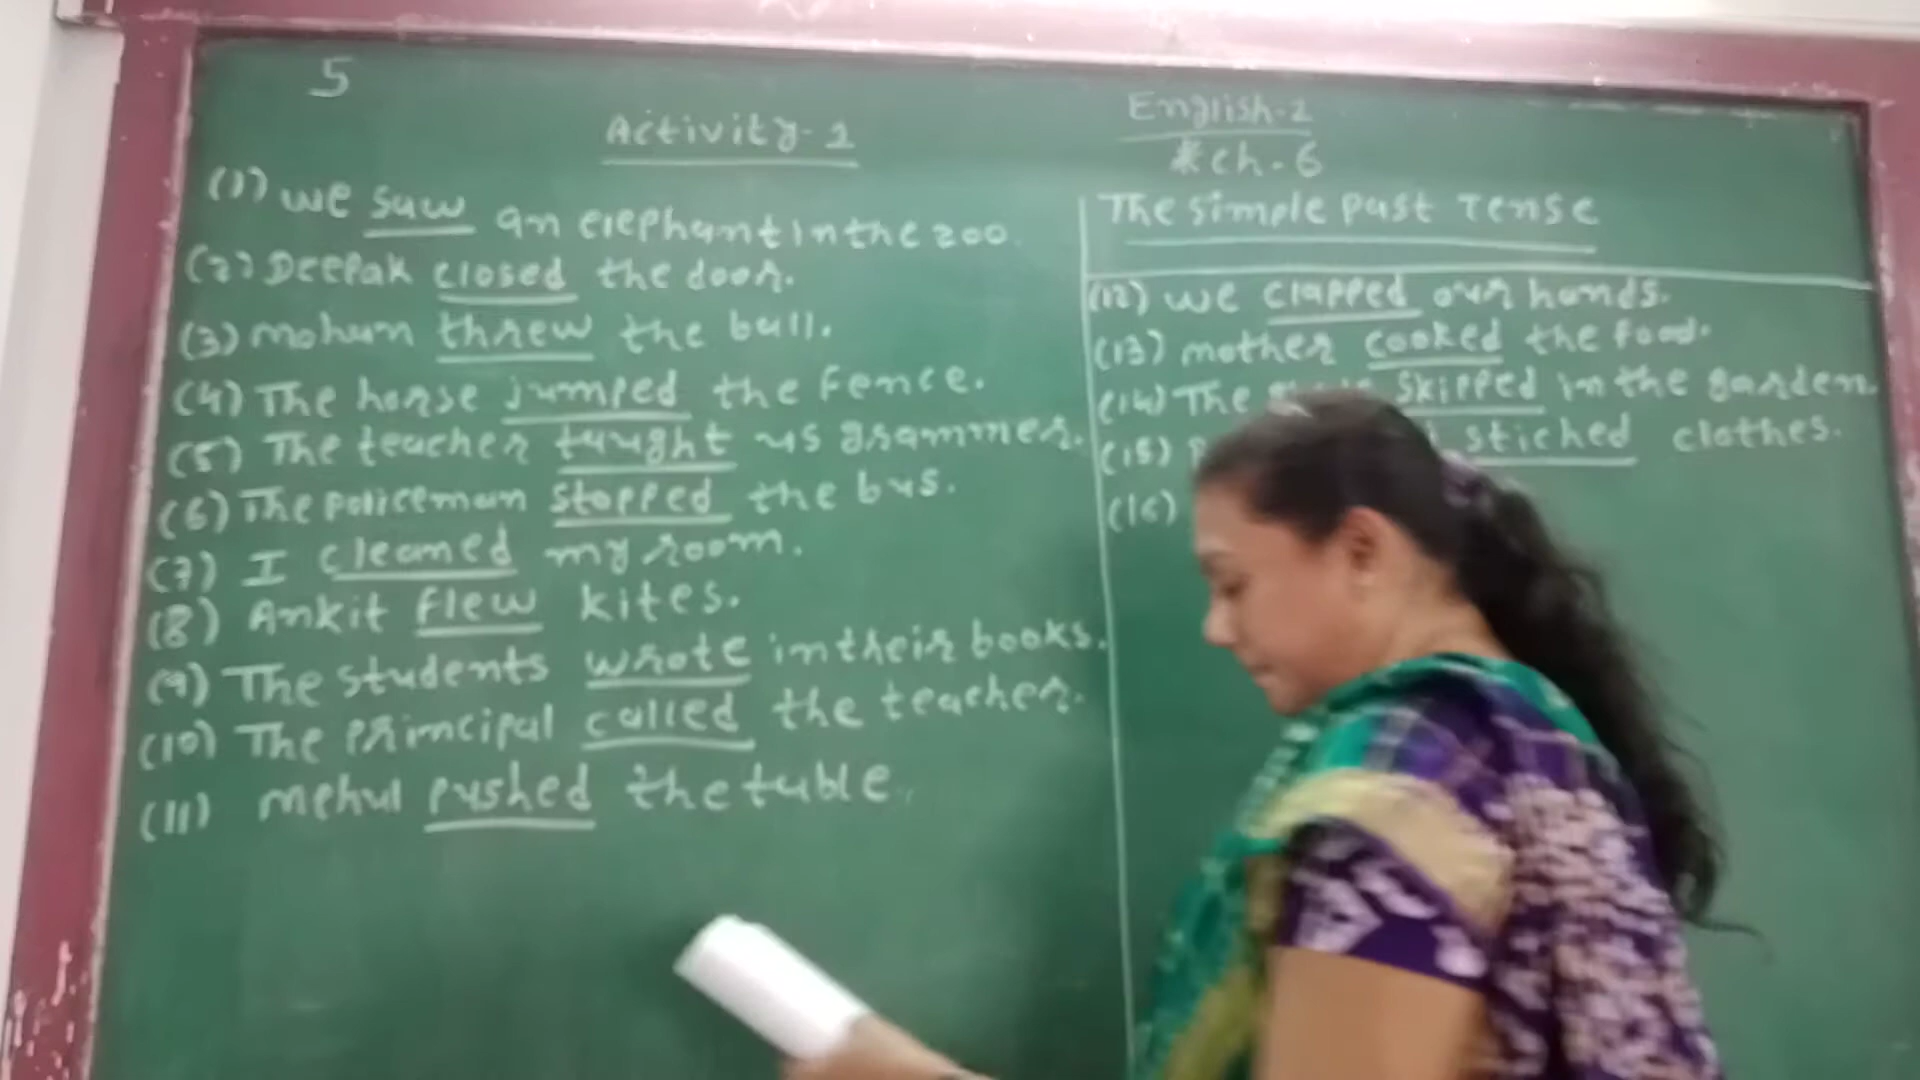 5
Activity-1
(1) we saw an elephant in the zoo.
(2) Deepak closed the door.
(3) mohan threw the ball.
(4) The horse jumped the fence.
(5) The teacher taught us grammer.
(6) The policeman stopped the bus.
(7) I cleaned my room.
(8) Ankit flew kites.
(9) The students wrote in their books.
(10) The principal called the teacher.
(11) mehul pushed the table.
English-2
*ch-6
The simple past Tense
(12) we clapped our hands.
(13) mother cooked the food.
(14) The skipped in the garden.
(15) stiched clothes.
(16)